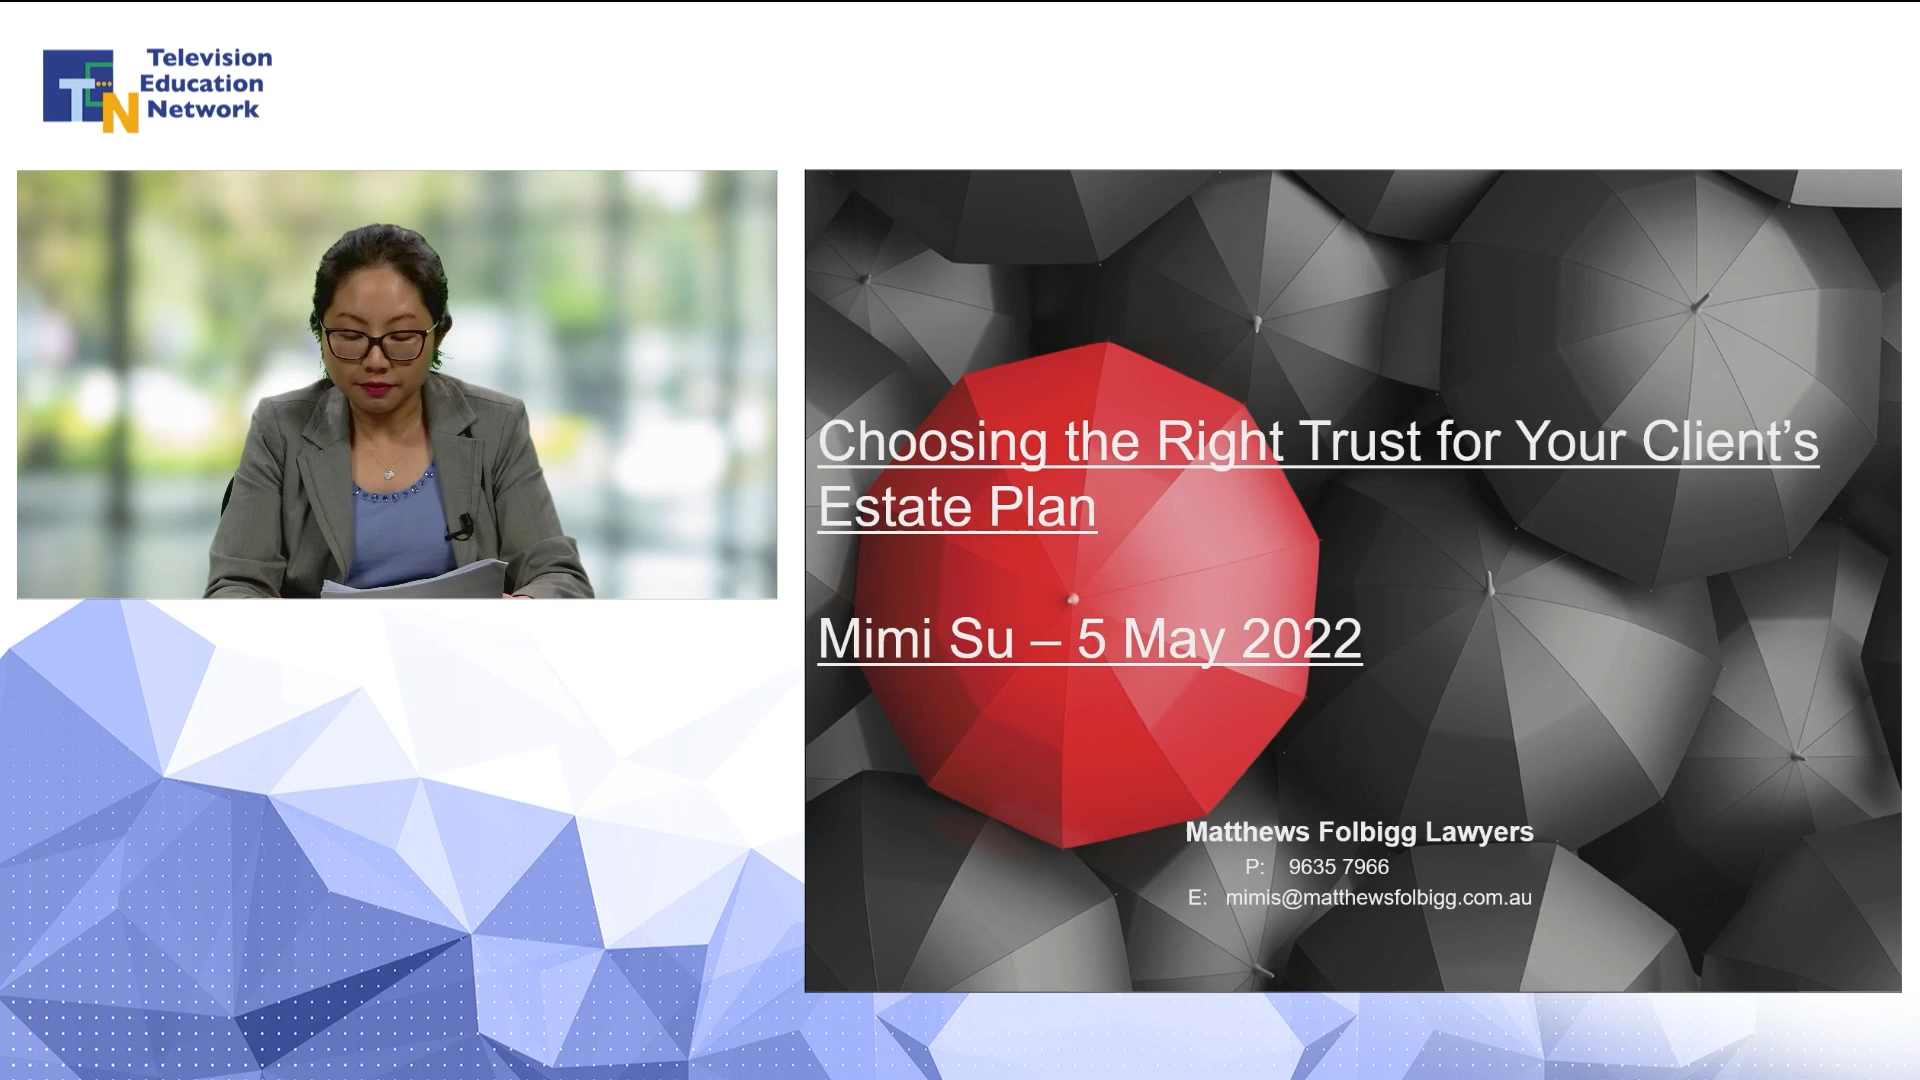 Television
Education
Network
TEN
Choosing the Right Trust for Your Client’s
Estate Plan
Mimi Su – 5 May 2022
Matthews Folbigg Lawyers
P: 9635 7966
E: mimis@matthewsfolbigg.com.au